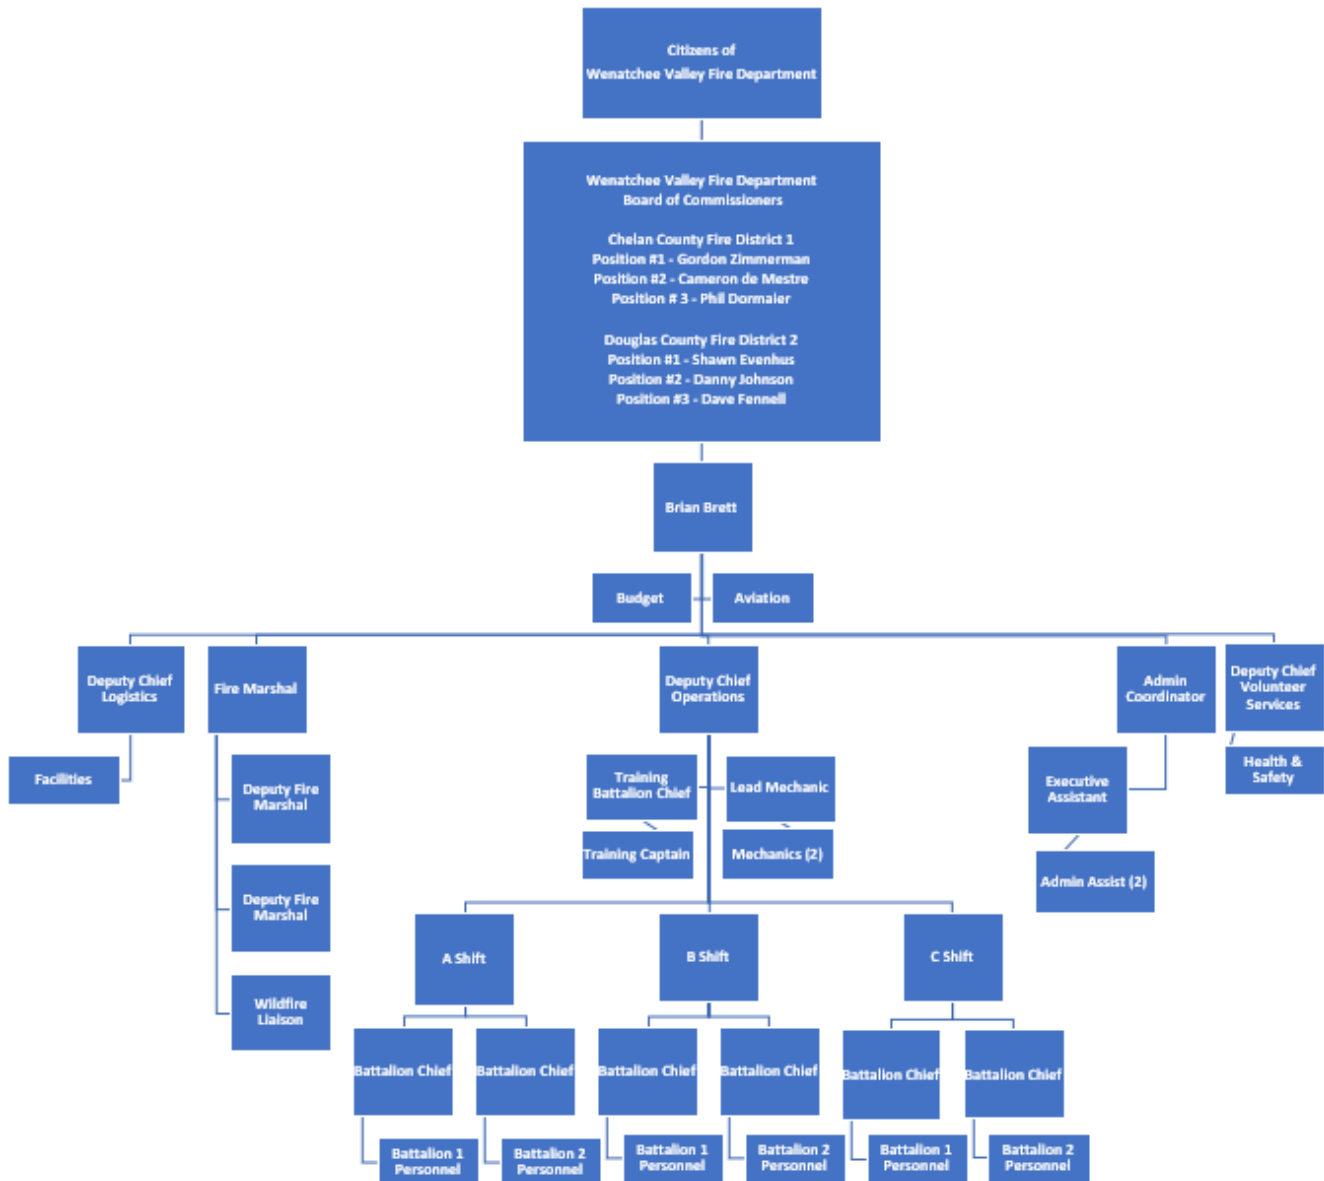 Citizens of
Wenatchee Valley Fire Department
Wenatchee Valley Fire Department
Board of Commissioners
Chelan County Fire District 1
Position #1 - Gordon Zimmerman
Position #2 - Cameron de Mestre
Position # 3 - Phil Dormaier
Douglas County Fire District 2
Position #1 - Shawn Evenhus
Position #2 - Danny Johnson
Position #3 - Dave Fennell
Brian Brett
Budget
Aviation
Deputy Chief
Logistics
Fire Marshal
Deputy Chief
Operations
Admin
Coordinator
Deputy Chief
Volunteer
Services
Facilities
Deputy Fire
Marshal
Training
Battalion Chief
Lead Mechanic
Executive
Assistant
Health &
Safety
Training Captain
Mechanics (2)
Admin Assist (2)
Deputy Fire
Marshal
Wildfire
Liaison
A Shift
B Shift
C Shift
Battalion Chief
Battalion Chief
Battalion Chief
Battalion Chief
Battalion Chief
Battalion Chief
Battalion 1
Personnel
Battalion 2
Personnel
Battalion 1
Personnel
Battalion 2
Personnel
Battalion 1
Personnel
Battalion 2
Personnel